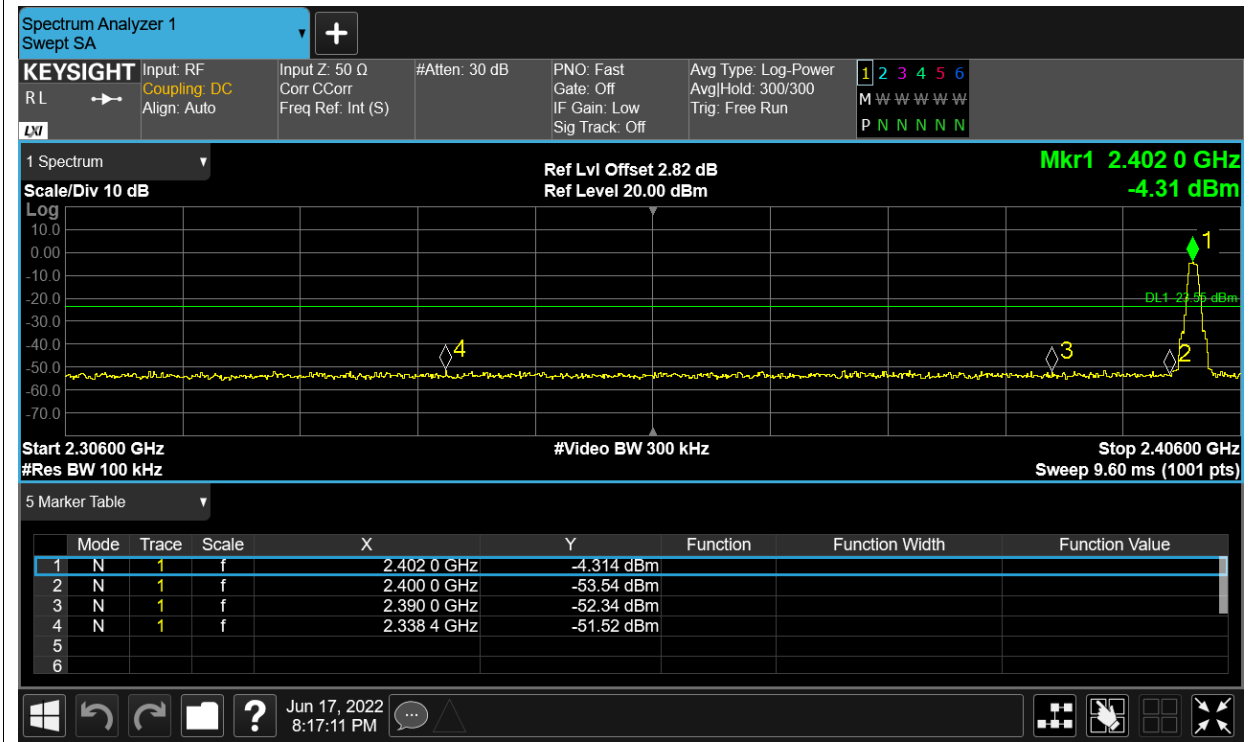 Spectrum Analyzer 1
Swept SA
KEYSIGHT
R L
LXI
Input: RF
Coupling: DC
Align: Auto
Input Z: 50 Ω
Corr CCorr
Freq Ref: Int (S)
#Atten: 30 dB
PNO: Fast
Gate: Off
IF Gain: Low
Sig Track: Off
Avg Type: Log-Power
Avg|Hold: 300/300
Trig: Free Run
1 2 3 4 5 6
M W W W W W
P N N N N N
1 Spectrum
Scale/Div 10 dB
Ref Lvl Offset 2.82 dB
Ref Level 20.00 dBm
Mkr1 2.402 0 GHz
-4.31 dBm
Log
10.0
0.00
-10.0
-20.0
-30.0
-40.0
-50.0
-60.0
-70.0
1
DL1 -23.55 dBm
4
3
2
Start 2.30600 GHz
#Video BW 300 kHz
Stop 2.40600 GHz
#Res BW 100 kHz
Sweep 9.60 ms (1001 pts)
5 Marker Table
Mode Trace Scale X Y Function Function Width Function Value
1 N 1 f 2.402 0 GHz -4.314 dBm
2 N 1 f 2.400 0 GHz -53.54 dBm
3 N 1 f 2.390 0 GHz -52.34 dBm
4 N 1 f 2.338 4 GHz -51.52 dBm
5
6
?
Jun 17, 2022
8:17:11 PM